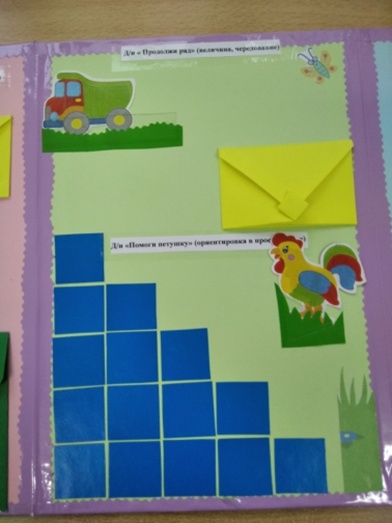 Д/и « Продолжи ряд» (величина, чередование)
Д/и «Помоги петушку» (ориентировка в